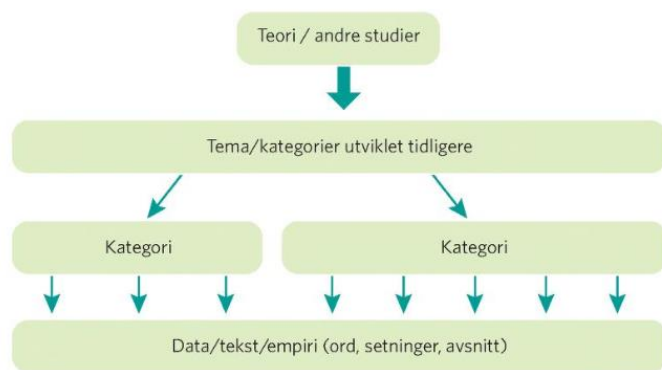 Teori / andre studier
Tema/kategorier utviklet tidligere
Kategori
Kategori
Data/tekst/empiri (ord, setninger, avsnitt)